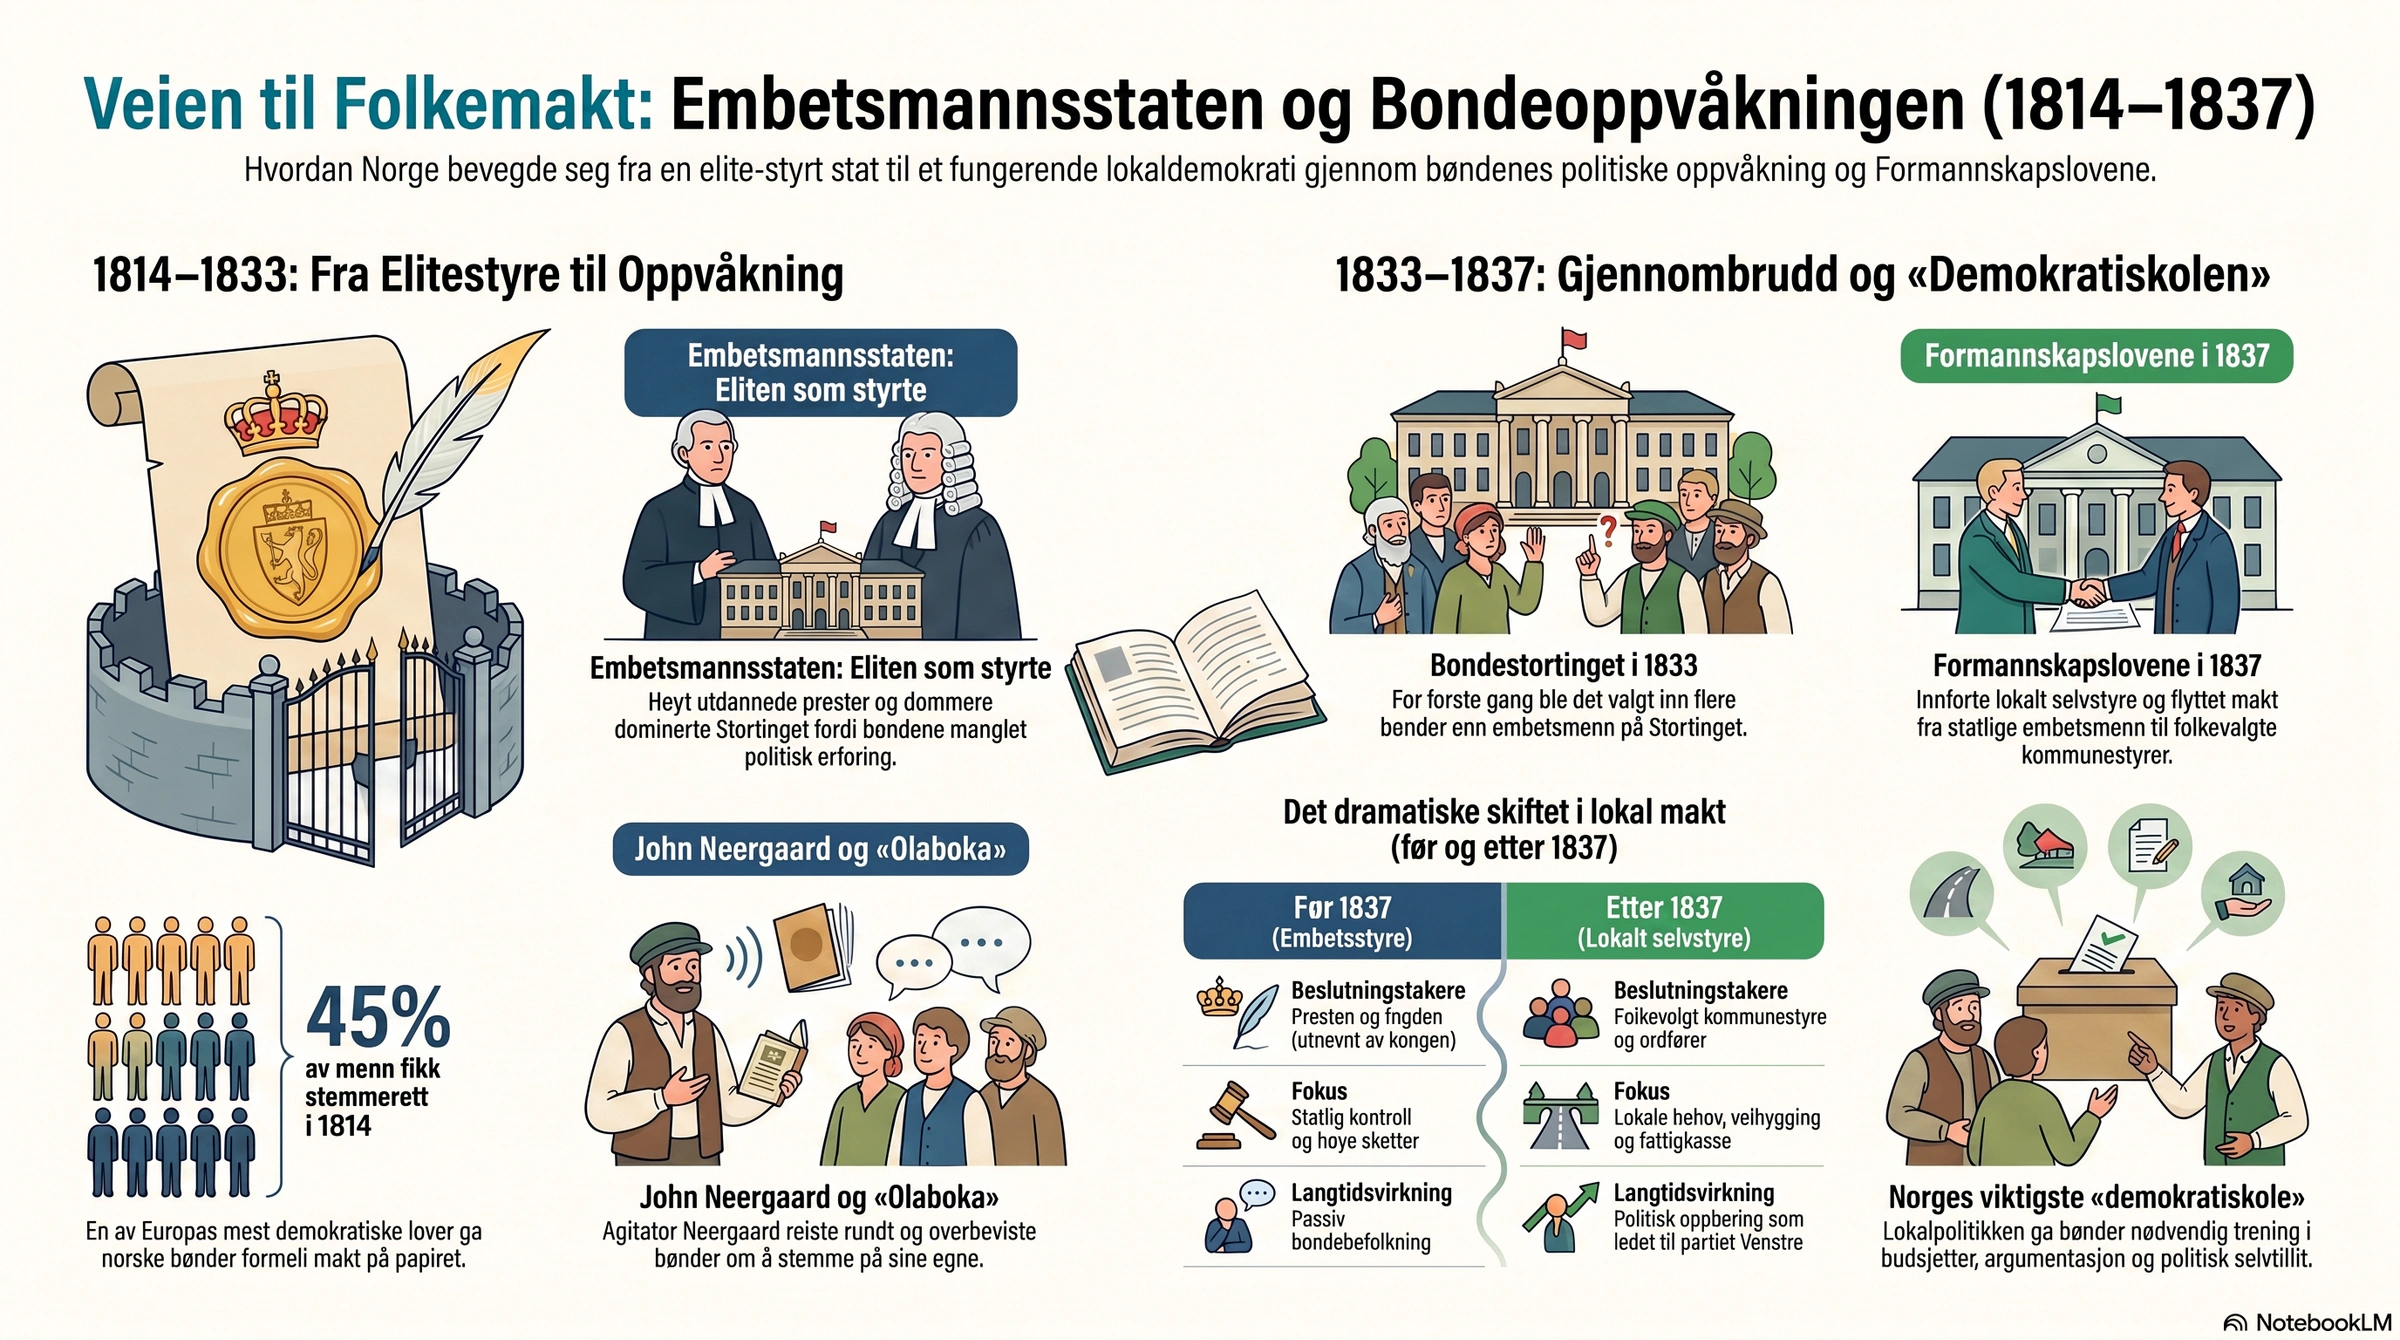 Veien til Folkemakt: Embetsmannsstaten og Bondeoppvåkningen (1814–1837)
Hvordan Norge bevegde seg fra en elite-styrt stat til et fungerende lokaldemokrati gjennom bøndenes politiske oppvåkning og Formannskapslovene.
1814–1833: Fra Elitestyre til Oppvåkning
Embetsmannsstaten:
Eliten som styrte
Embetsmannsstaten: Eliten som styrte
Heyt utdannede prester og dommere
dominerte Stortinget fordi bøndene manglet
politisk erforing.
45%
av menn fikk
stemmerett
i 1814
En av Europas mest demokratiske lover ga
norske bønder formeli makt på papiret.
John Neergaard og «Olaboka»
John Neergaard og «Olaboka»
Agitator Neergaard reiste rundt og overbeviste
bønder om å stemme på sine egne.
1833–1837: Gjennombrudd og «Demokratiskolen»
?
Bondestortinget i 1833
For forste gang ble det valgt inn flere
bender enn embetsmenn på Stortinget.
Formannskapslovene i 1837
Formannskapslovene i 1837
Innforte lokalt selvstyre og flyttet makt
fra statlige embetsmenn til folkevalgte
kommunestyrer.
Det dramatiske skiftet i lokal makt
(før og etter 1837)
Før 1837
(Embetsstyre)
Etter 1837
(Lokalt selvstyre)
Beslutningstakere
Presten og fngden
(utnevnt av kongen)
Beslutningstakere
Foikevolgt kommunestyre
og ordfører
Fokus
Statlig kontroll
og hoye sketter
Fokus
Lokale hehov, veihygging
og fattigkasse
Langtidsvirkning
Passiv
bondebefolkning
Langtidsvirkning
Politisk oppbering som
ledet til partiet Venstre
Norges viktigste «demokratiskole»
Lokalpolitikken ga bønder nødvendig trening i
budsjetter, argumentasjon og politisk selvtillit.
NotebookLM